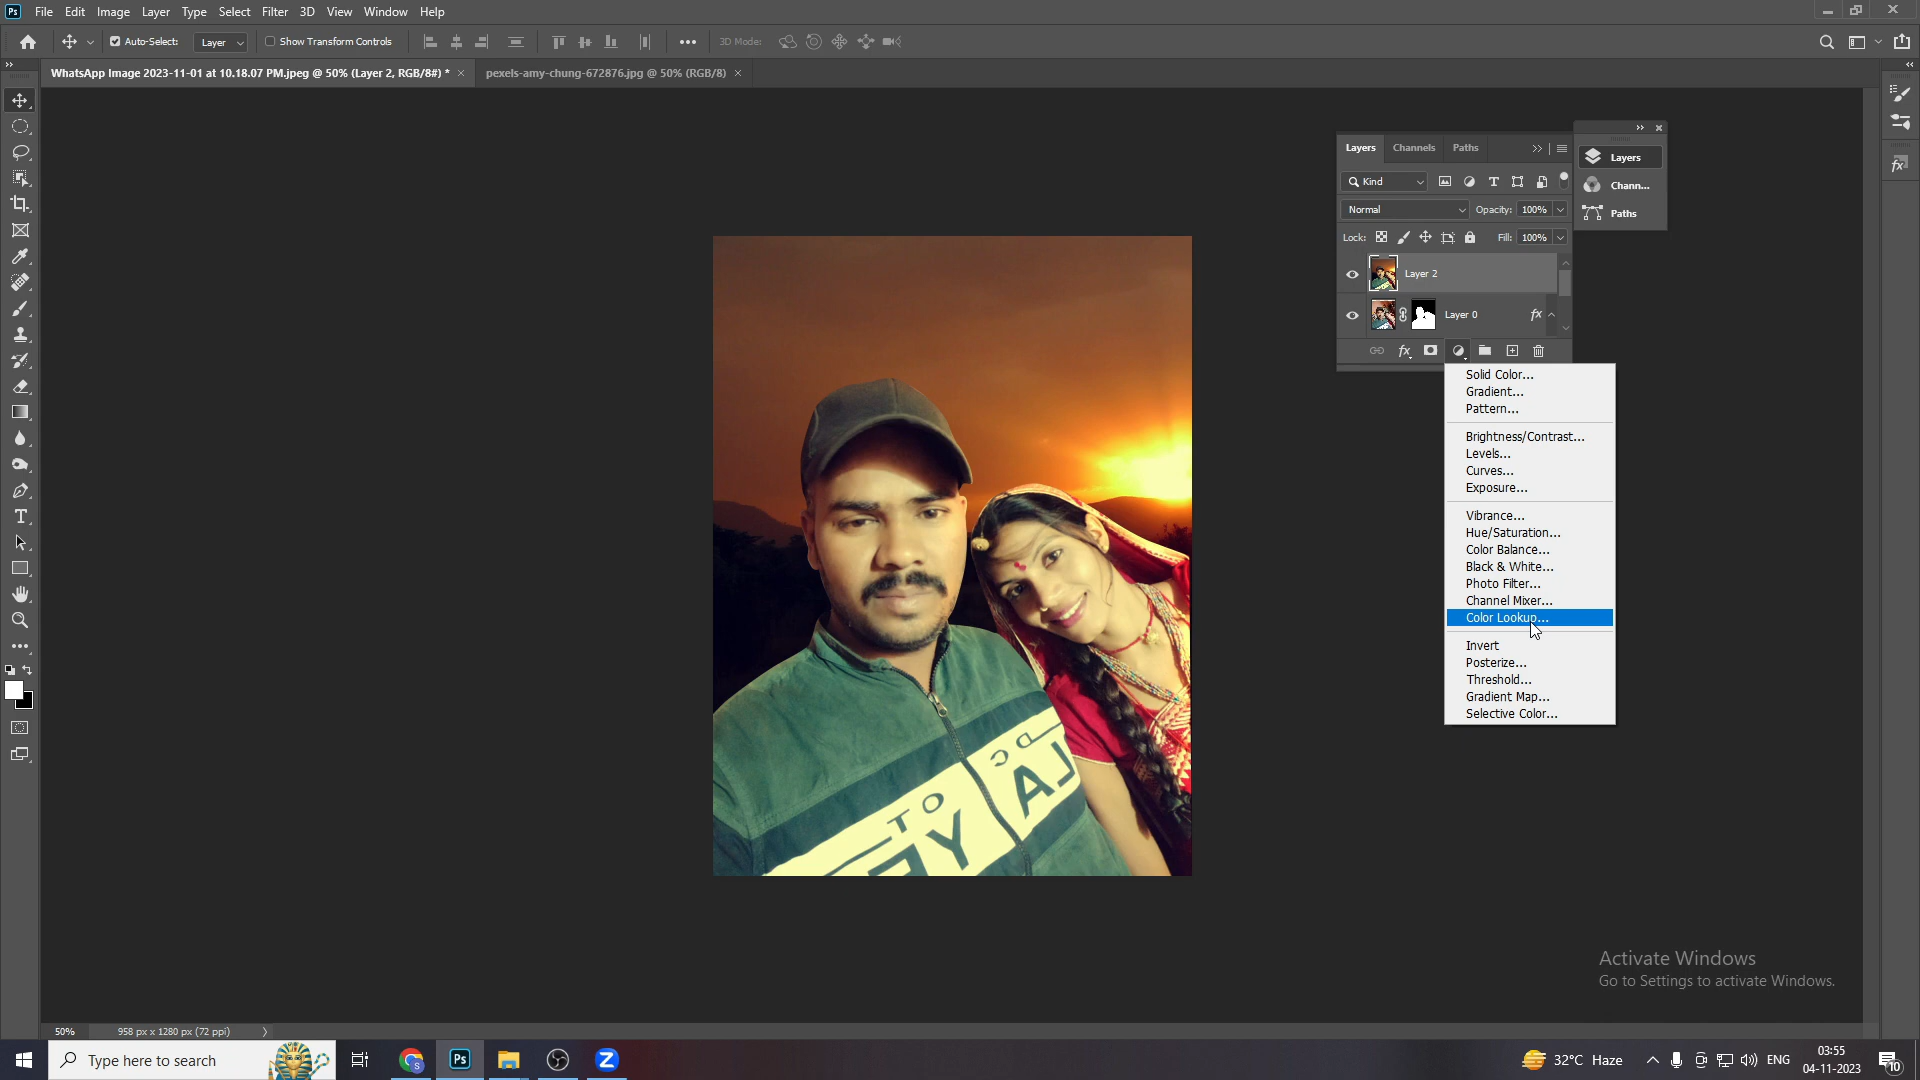 Ps File Edit Image Layer Type Select Filter 3D View Window Help
Auto-Select: Layer Show Transform Controls 3D Mode:
WhatsApp Image 2023-11-01 at 10.18.07 PM.jpeg @ 50% (Layer 2, RGB/8#) * × pexels-amy-chung-672876.jpg @ 50% (RGB/8) ×
Layers Channels Paths
Kind
Normal Opacity: 100%
Lock: Fill: 100%
Layer 2
Layer 0 fx
fx
Layers
Chann...
Paths
fx
Solid Color...
Gradient...
Pattern...
Brightness/Contrast...
Levels...
Curves...
Exposure...
Vibrance...
Hue/Saturation...
Color Balance...
Black & White...
Photo Filter...
Channel Mixer...
Color Lookup...
Invert
Posterize...
Threshold...
Gradient Map...
Selective Color...
Activate Windows
Go to Settings to activate Windows.
50% 958 px x 1280 px (72 ppi)
Type here to search
Ps
Z
32°C Haze
ENG
03:55
04-11-2023
10